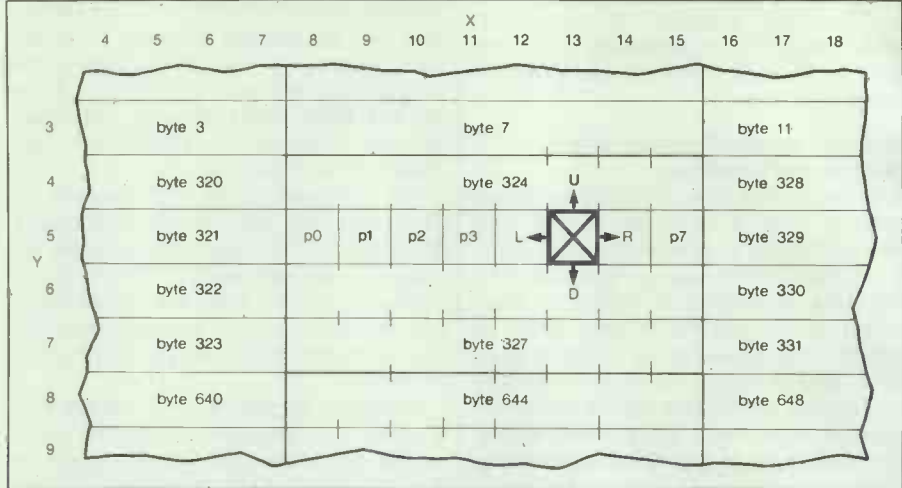 X
4 5 6 7 8 9 10 11 12 13 14 15 16 17 18
3 byte 3 byte 7 byte 11
4 byte 320 byte 324 U byte 328
5 byte 321 p0 p1 p2 p3 L R p7 byte 329
Y
6 byte 322 D byte 330
7 byte 323 byte 327 byte 331
8 byte 640 byte 644 byte 648
9